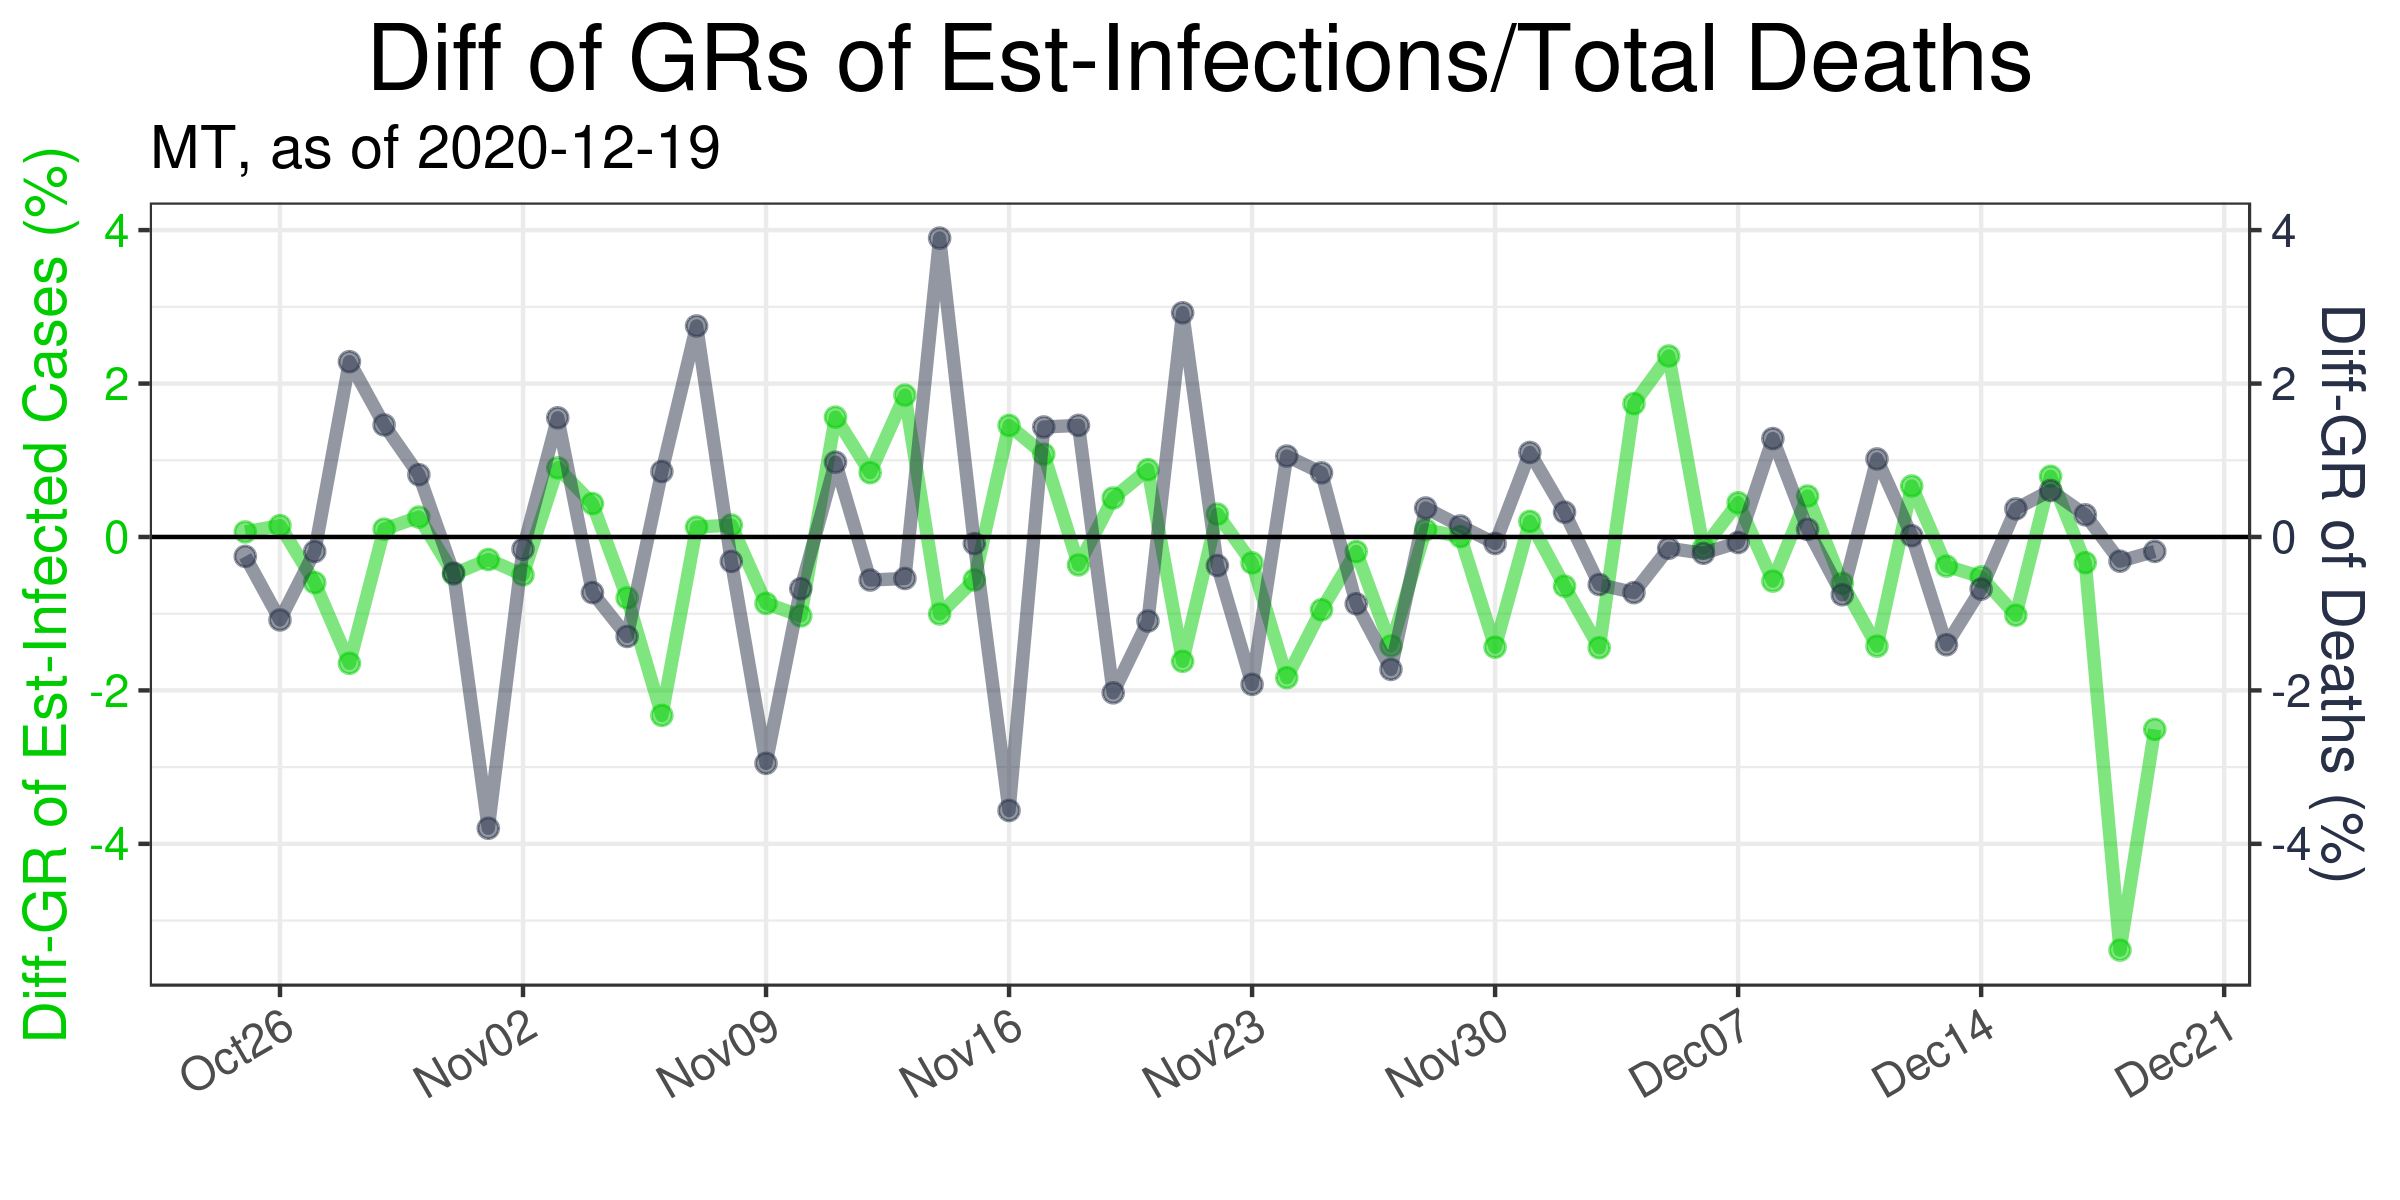 Diff of GRs of Est-Infections/Total Deaths
MT, as of 2020-12-19
Diff-GR of Est-Infected Cases (%)
4
2
0
-2
-4
4
2
0
-2
-4
Diff-GR of Deaths (%)
Oct26
Nov02
Nov09
Nov16
Nov23
Nov30
Dec07
Dec14
Dec21